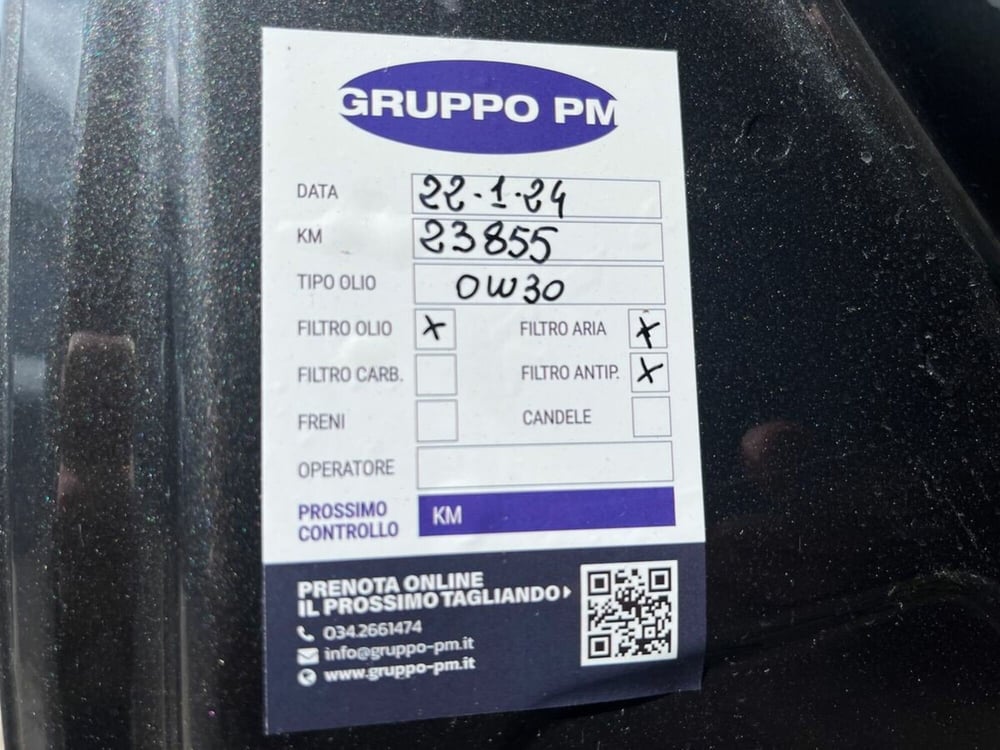 GRUPPO PM
DATA 22-1-24
KM 23855
TIPO OLIO 0W30
FILTRO OLIO x FILTRO ARIA x
FILTRO CARB. FILTRO ANTIP. x
FRENI CANDELE
OPERATORE
PROSSIMO
CONTROLLO KM
PRENOTA ONLINE
IL PROSSIMO TAGLIANDO
034.2661474
info@gruppo-pm.it
www.gruppo-pm.it